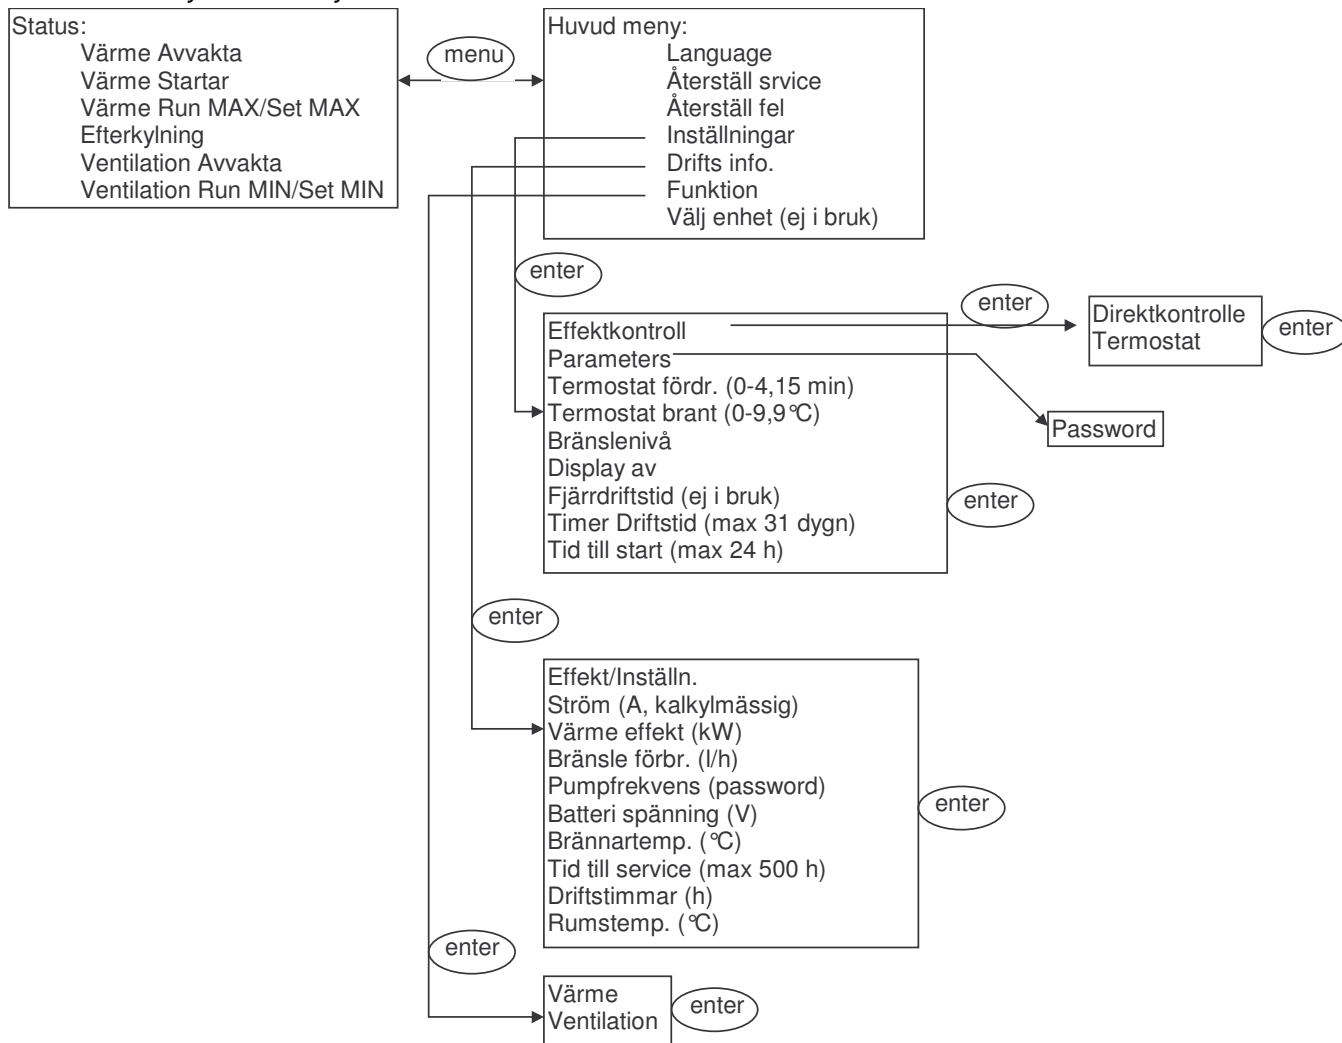 Status:
Värme Avvakta
Värme Startar
Värme Run MAX/Set MAX
Efterkylning
Ventilation Avvakta
Ventilation Run MIN/Set MIN
menu
Huvud meny:
Language
Återställ srvice
Återställ fel
Inställningar
Drifts info.
Funktion
Välj enhet (ej i bruk)
enter
Effektkontroll
Parameters
Termostat fördr. (0-4,15 min)
Termostat brant (0-9,9°C)
Bränslenivå
Display av
Fjärrdriftstid (ej i bruk)
Timer Driftstid (max 31 dygn)
Tid till start (max 24 h)
enter
Direktkontrolle
Termostat
enter
Password
enter
enter
Effekt/Inställn.
Ström (A, kalkylmässig)
Värme effekt (kW)
Bränsle förbr. (l/h)
Pumpfrekvens (password)
Batteri spänning (V)
Brännartemp. (°C)
Tid till service (max 500 h)
Driftstimmar (h)
Rumstemp. (°C)
enter
enter
Värme
Ventilation
enter